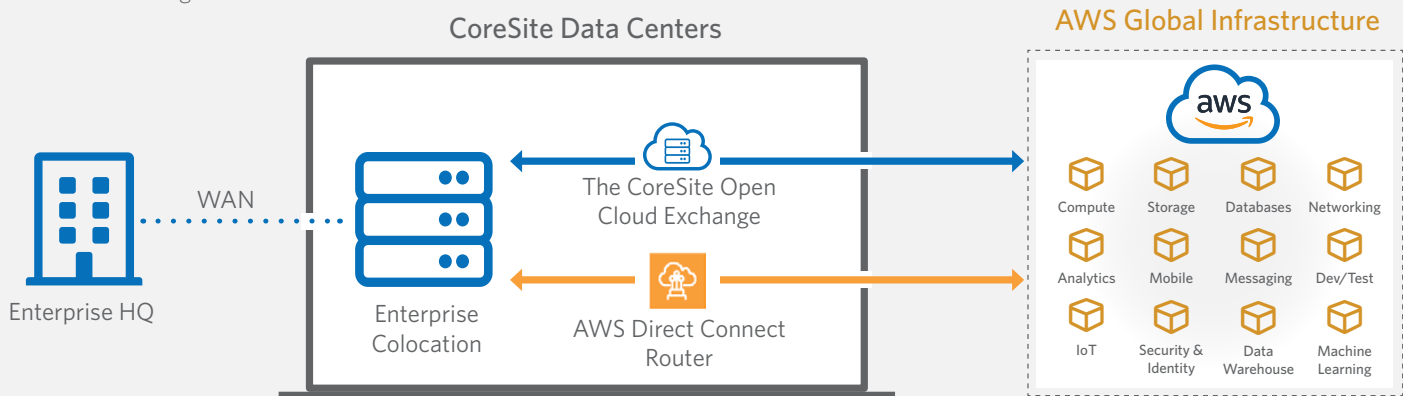 CoreSite Data Centers
AWS Global Infrastructure
aws
WAN
Enterprise HQ
Enterprise
Colocation
The CoreSite Open
Cloud Exchange
AWS Direct Connect
Router
Compute
Storage
Databases
Networking
Analytics
Mobile
Messaging
Dev/Test
IoT
Security &
Identity
Data
Warehouse
Machine
Learning